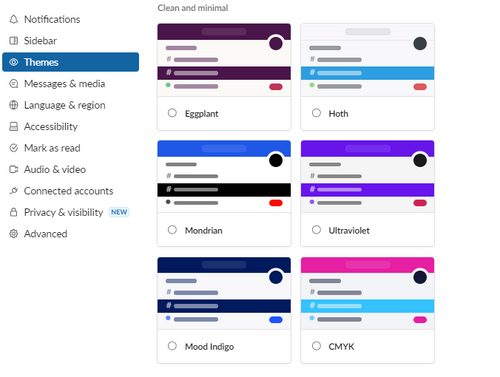 Clean and minimal
Notifications
Sidebar
Themes
Messages & media
Language & region
Accessibility
Mark as read
Audio & video
Connected accounts
Privacy & visibility NEW
Advanced
#
#
#
Eggplant
#
#
#
Hoth
#
#
Mondrian
#
#
Ultraviolet
#
#
#
Mood Indigo
#
#
#
CMYK